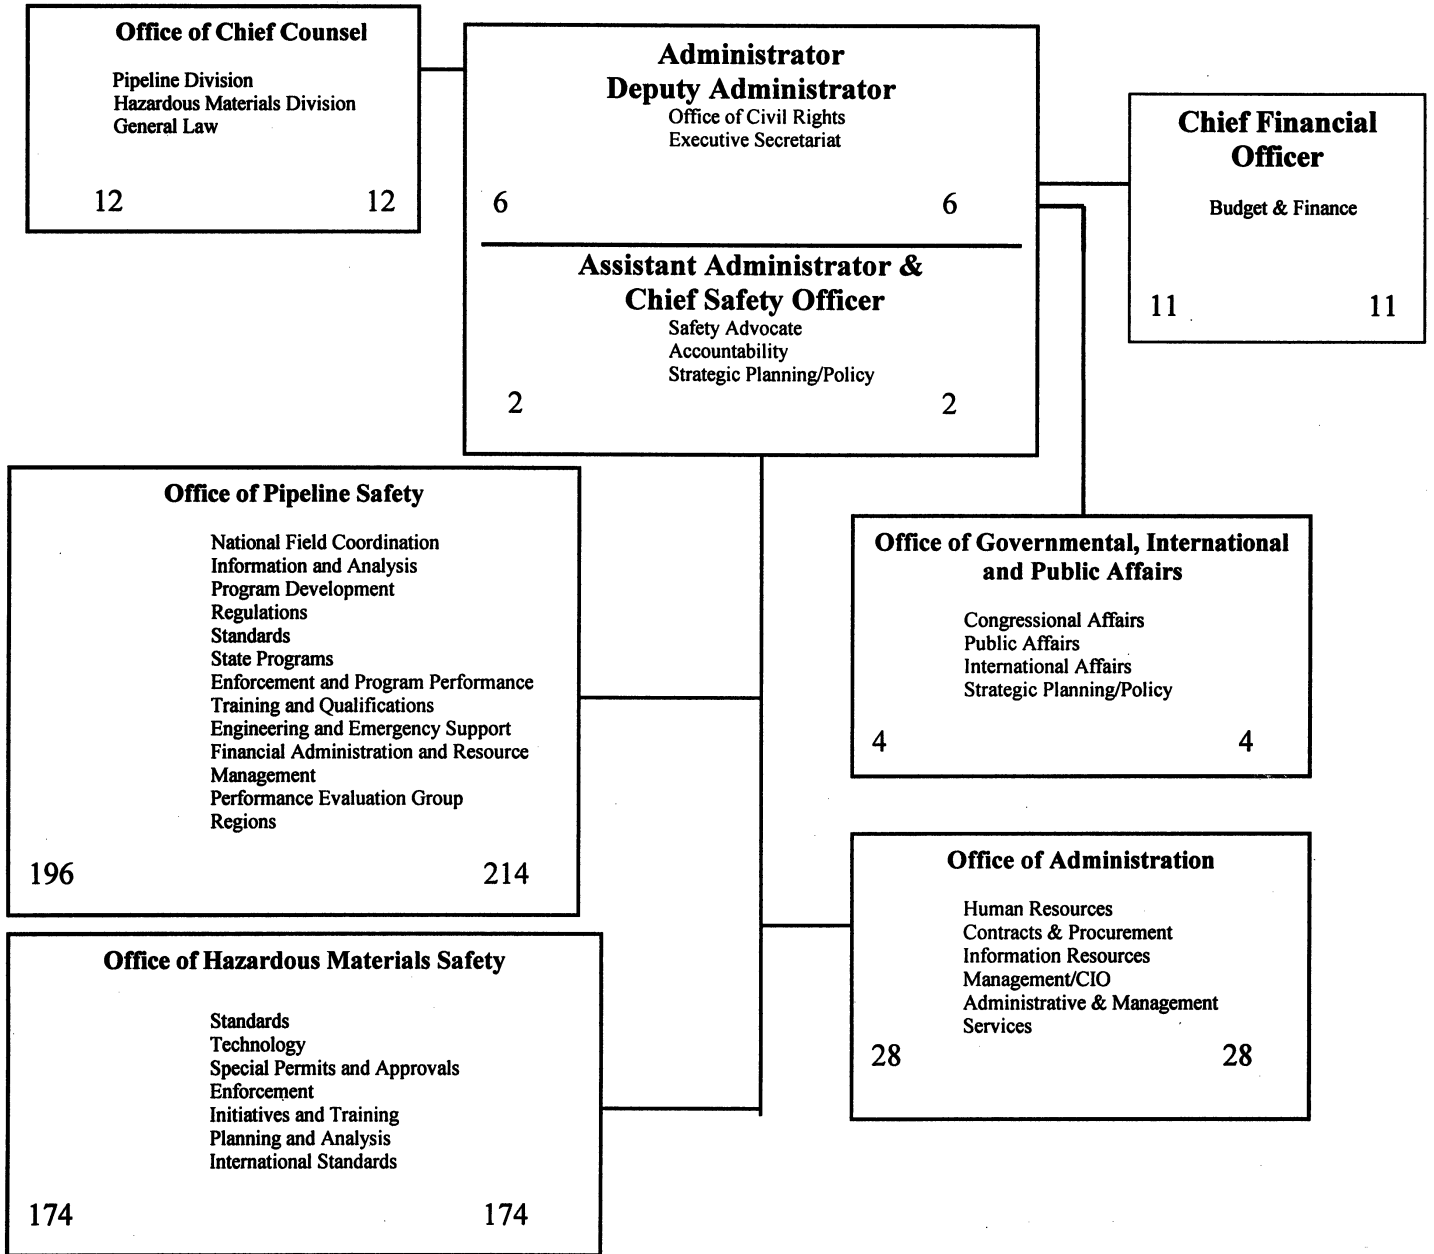 Office of Chief Counsel
Pipeline Division
Hazardous Materials Division
General Law
12 12
Administrator
Deputy Administrator
Office of Civil Rights
Executive Secretariat
6 6
Assistant Administrator &
Chief Safety Officer
Safety Advocate
Accountability
Strategic Planning/Policy
2 2
Chief Financial
Officer
Budget & Finance
11 11
Office of Pipeline Safety
National Field Coordination
Information and Analysis
Program Development
Regulations
Standards
State Programs
Enforcement and Program Performance
Training and Qualifications
Engineering and Emergency Support
Financial Administration and Resource
Management
Performance Evaluation Group
Regions
196 214
Office of Governmental, International
and Public Affairs
Congressional Affairs
Public Affairs
International Affairs
Strategic Planning/Policy
4 4
Office of Administration
Human Resources
Contracts & Procurement
Information Resources
Management/CIO
Administrative & Management
Services
28 28
Office of Hazardous Materials Safety
Standards
Technology
Special Permits and Approvals
Enforcement
Initiatives and Training
Planning and Analysis
International Standards
174 174